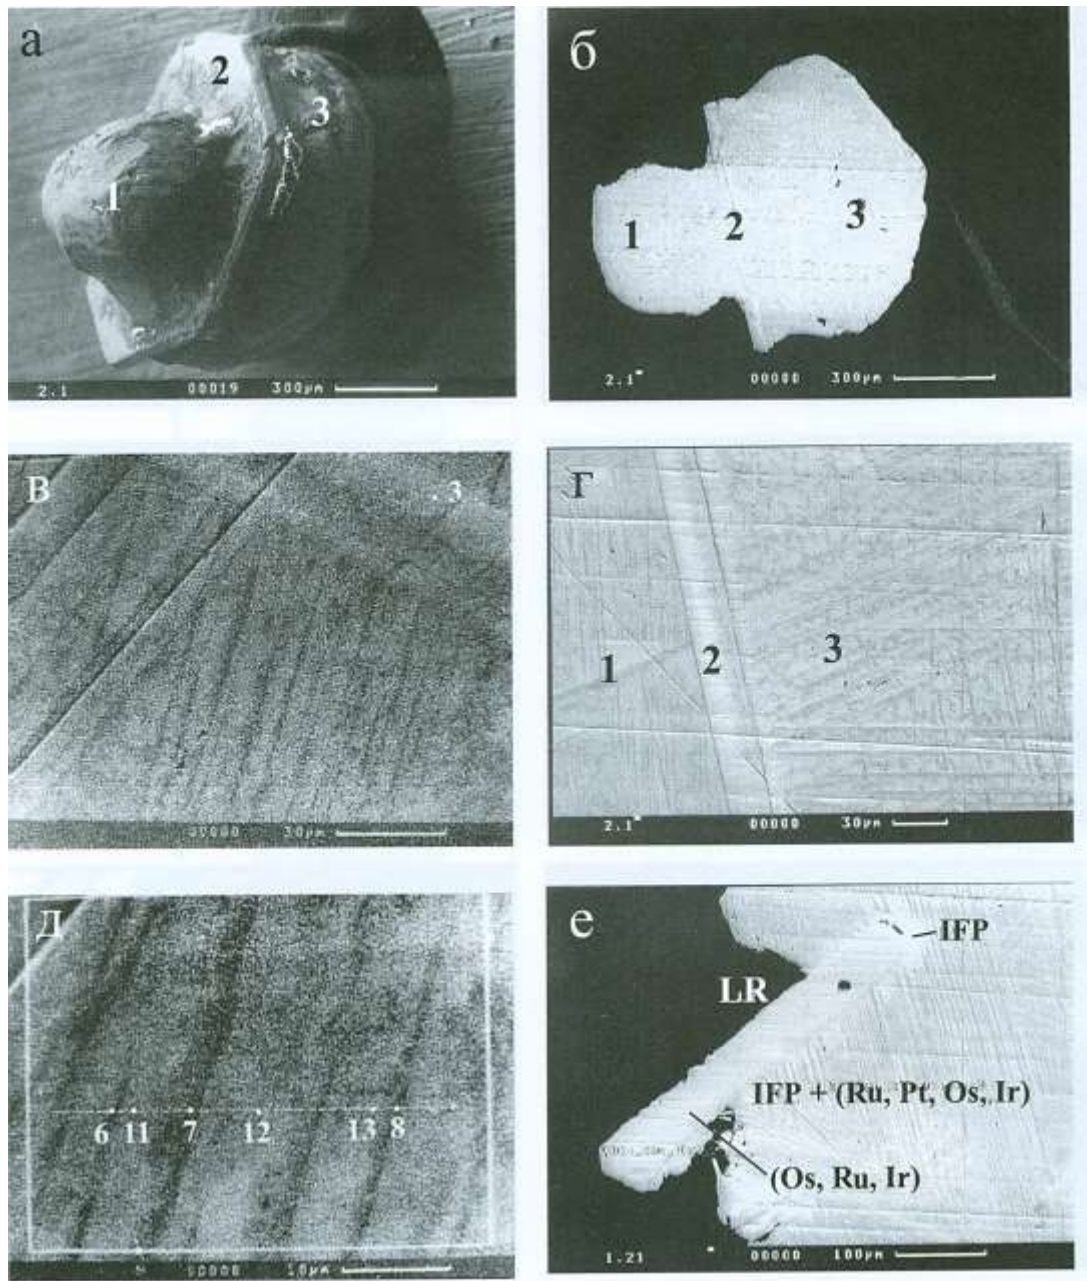 а
2
3
1
2.1 00019 300µm
б
1
2
3
2.1" 00000 300µm
в
. 3
00000 30µm
Г
1
2
3
2.1" 00000 30µm
д
6 11 7 12 13 8
00000 10µm
е
IFP
LR
IFP + (Ru, Pt, Os, Ir)
(Os, Ru, Ir)
1.21 00000 100µm